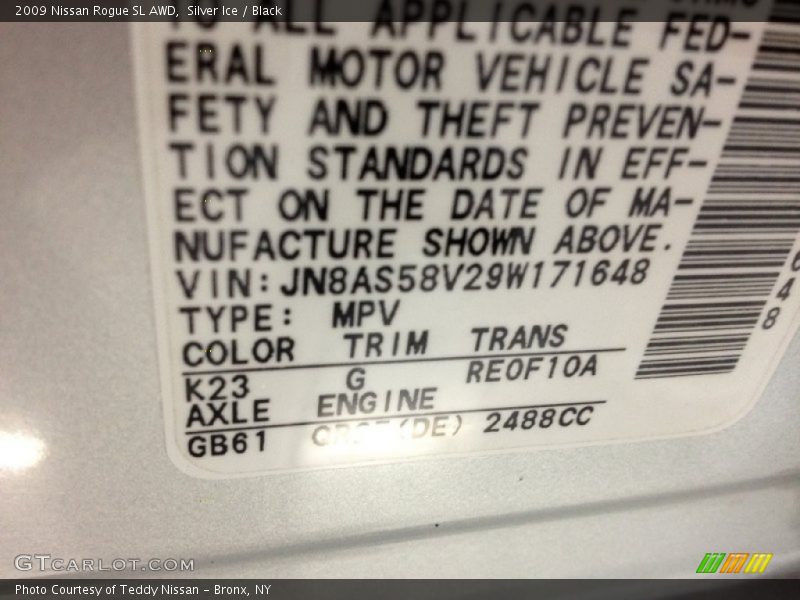 2009 Nissan Rogue SL AWD, Silver Ice / Black
TO ALL APPLICABLE FED-
ERAL MOTOR VEHICLE SA-
FETY AND THEFT PREVEN-
TION STANDARDS IN EFF-
ECT ON THE DATE OF MA-
NUFACTURE SHOWN ABOVE.
VIN: JN8AS58V29W171648
TYPE: MPV
COLOR TRIM TRANS
K23 G RE0F10A
AXLE ENGINE
GB61 (DE) 2488CC
648
GTCARLOT.COM
Photo Courtesy of Teddy Nissan - Bronx, NY